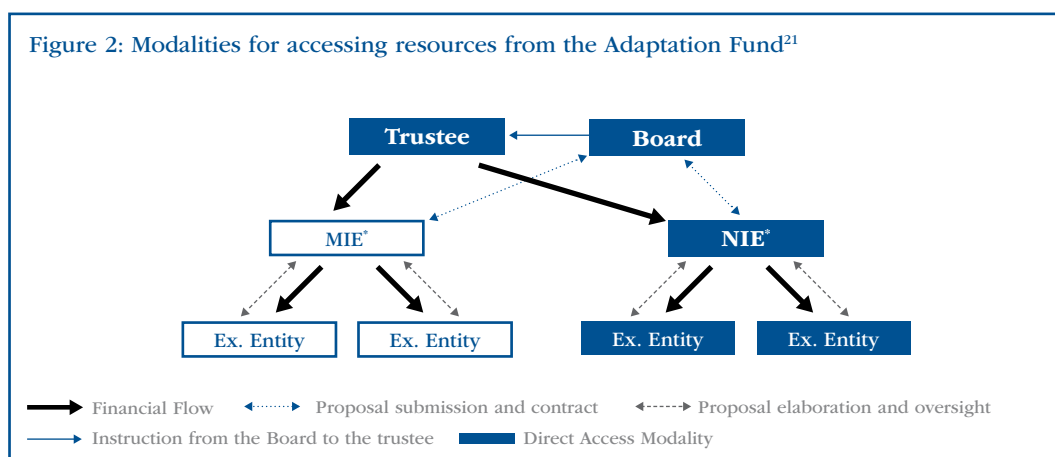 Figure 2: Modalities for accessing resources from the Adaptation Fund21
Trustee
Board
MIE*
NIE*
Ex. Entity
Ex. Entity
Ex. Entity
Ex. Entity
Financial Flow
Proposal submission and contract
Proposal elaboration and oversight
Instruction from the Board to the trustee
Direct Access Modality